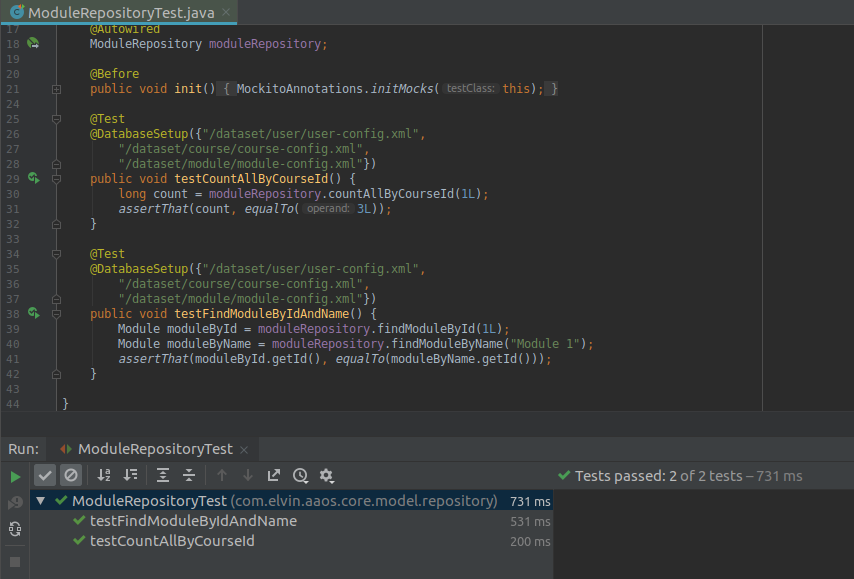 ModuleRepositoryTest.java
17 @Autowired
18 ModuleRepository moduleRepository;
19
20 @Before
21 public void init() { MockitoAnnotations.initMocks( testClass: this); }
24
25 @Test
26 @DatabaseSetup({"/dataset/user/user-config.xml",
27 "/dataset/course/course-config.xml",
28 "/dataset/module/module-config.xml"})
29 public void testCountAllByCourseId() {
30 long count = moduleRepository.countAllByCourseId(1L);
31 assertThat(count, equalTo( operand: 3L));
32 }
33
34 @Test
35 @DatabaseSetup({"/dataset/user/user-config.xml",
36 "/dataset/course/course-config.xml",
37 "/dataset/module/module-config.xml"})
38 public void testFindModuleByIdAndName() {
39 Module moduleById = moduleRepository.findModuleById(1L);
40 Module moduleByName = moduleRepository.findModuleByName("Module 1");
41 assertThat(moduleById.getId(), equalTo(moduleByName.getId()));
42 }
43
44 }
Run: ModuleRepositoryTest
Tests passed: 2 of 2 tests – 731 ms
ModuleRepositoryTest (com.elvin.aaos.core.model.repository) 731 ms
testFindModuleByIdAndName 531 ms
testCountAllByCourseId 200 ms